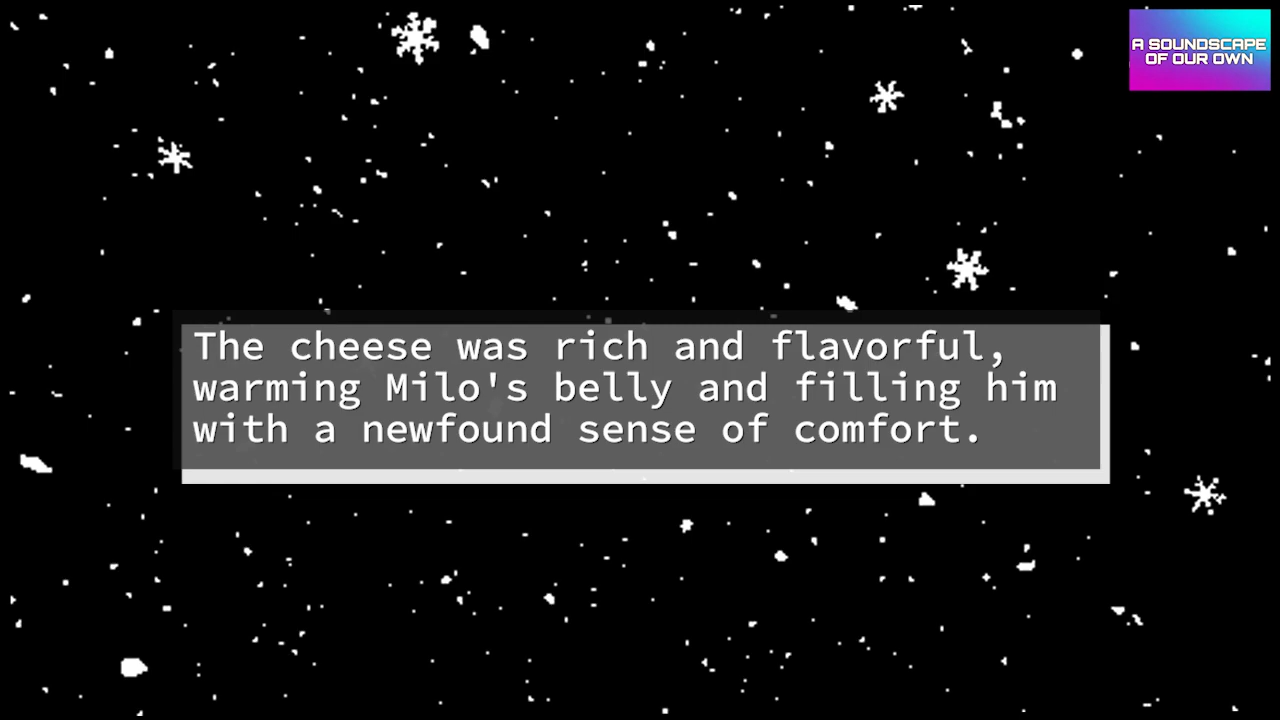 A SOUNDSCAPE
OF OUR OWN
The cheese was rich and flavorful,
warming Milo's belly and filling him
with a newfound sense of comfort.